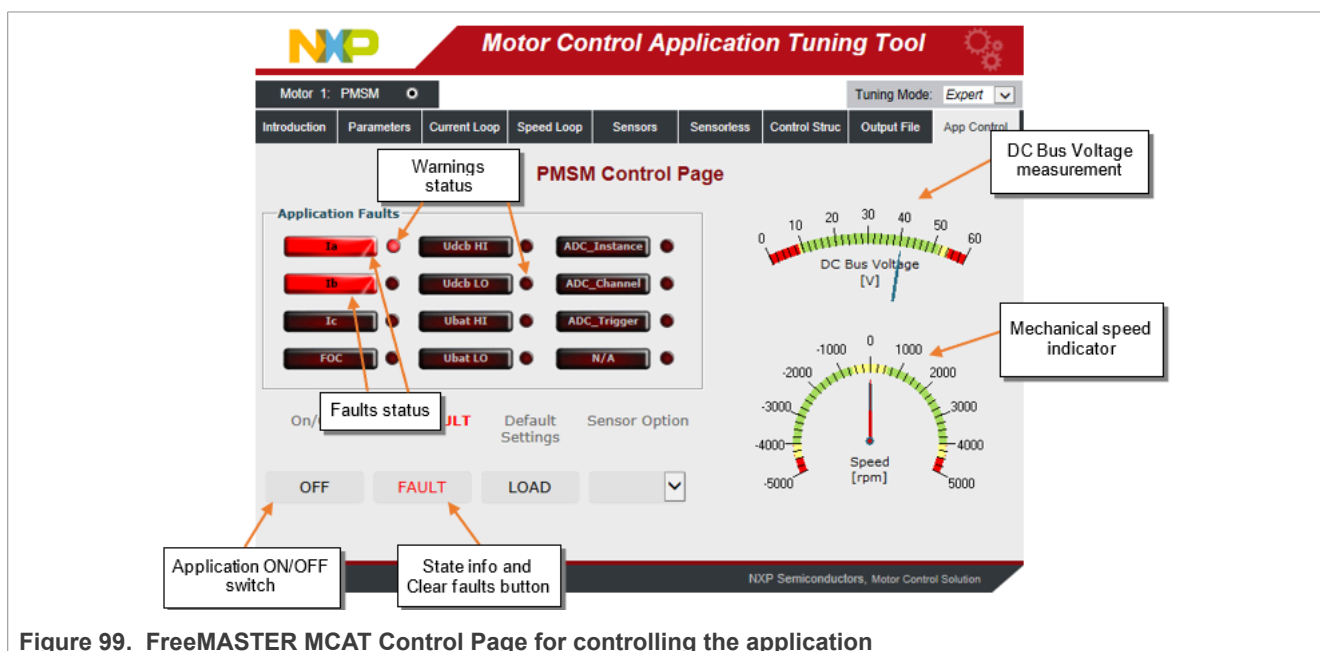 NXP
Motor Control Application Tuning Tool
Motor 1: PMSM
Tuning Mode: Expert
Introduction
Parameters
Current Loop
Speed Loop
Sensors
Sensorless
Control Struc
Output File
App Control
DC Bus Voltage
measurement
Warnings
status
PMSM Control Page
Application Faults
Ia
Udcb HI
ADC_Instance
Ib
Udcb LO
ADC_Channel
Ic
Ubat HI
ADC_Trigger
FOC
Ubat LO
N/A
0
10
20
30
40
50
60
DC Bus Voltage
[V]
Mechanical speed
indicator
-5000
-4000
-3000
-2000
-1000
0
1000
2000
3000
4000
5000
Speed
[rpm]
Faults status
Default
Settings
Sensor Option
OFF
FAULT
LOAD
Application ON/OFF
switch
State info and
Clear faults button
NXP Semiconductors, Motor Control Solution
Figure 99. FreeMASTER MCAT Control Page for controlling the application